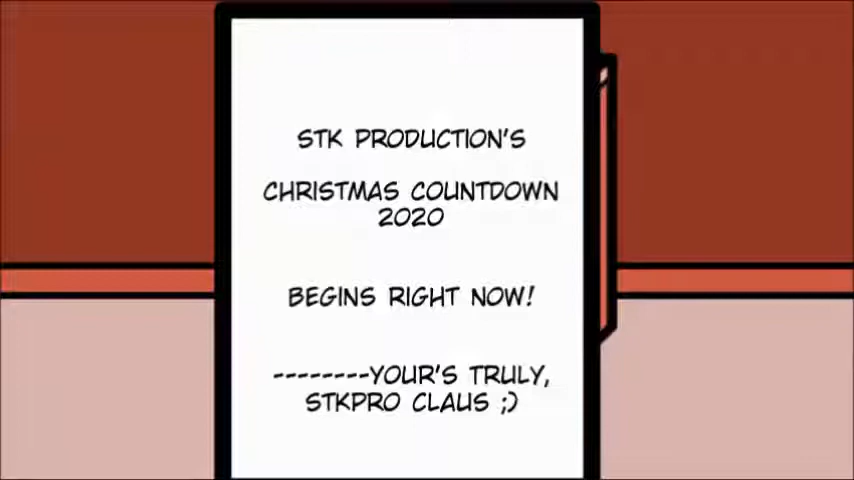 STK PRODUCTION'S
CHRISTMAS COUNTDOWN
2020
BEGINS RIGHT NOW!
--------YOUR'S TRULY,
STKPRO CLAUS ;)